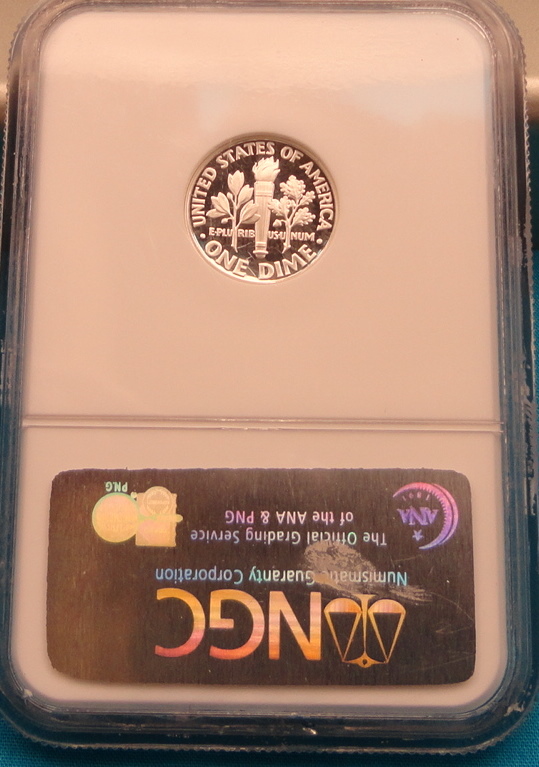 UNITED STATES OF AMERICA
E·PLURIBUS·UNUM
ONE DIME
NGC
Numismatic Guaranty Corporation
The Official Grading Service
of the ANA & PNG
ANA
PNG